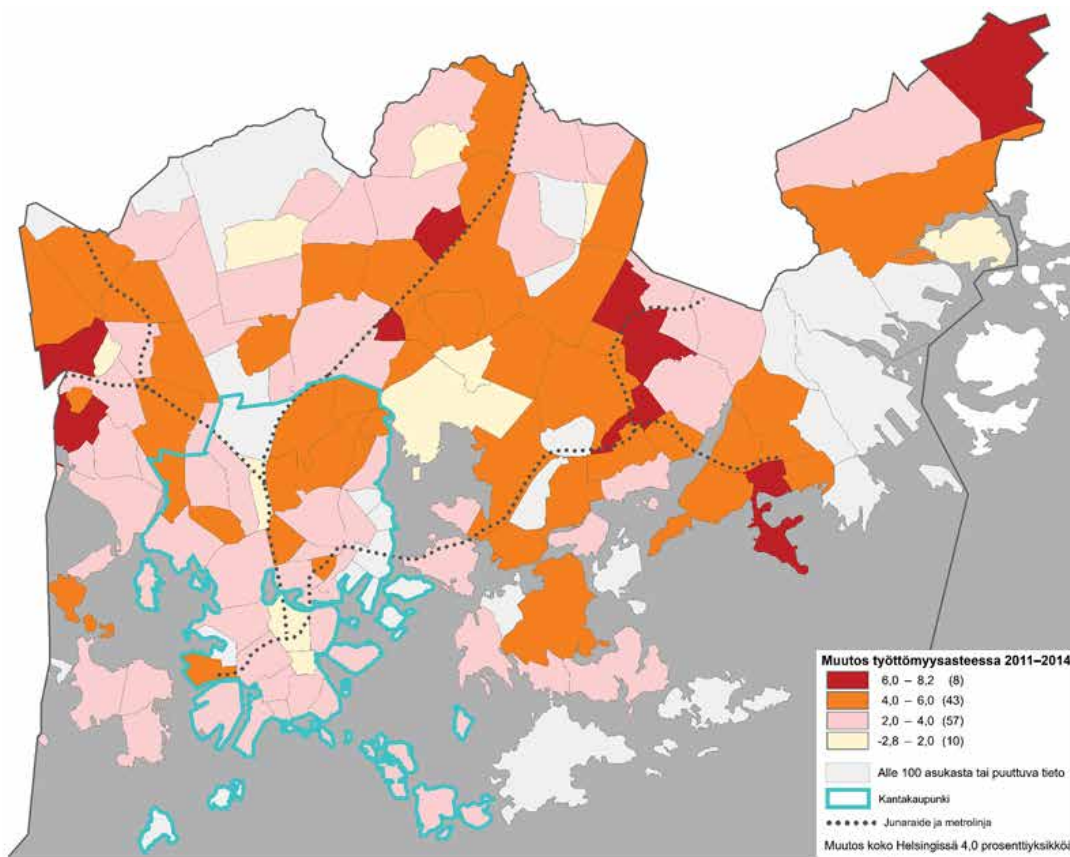 Muutos työttömyysasteessa 2011–2014
6,0 – 8,2 (8)
4,0 – 6,0 (43)
2,0 – 4,0 (57)
-2,8 – 2,0 (10)
Alle 100 asukasta tai puuttuva tieto
Kantakaupunki
Junaraide ja metrolinja
Muutos koko Helsingissä 4,0 prosenttiyksikköä